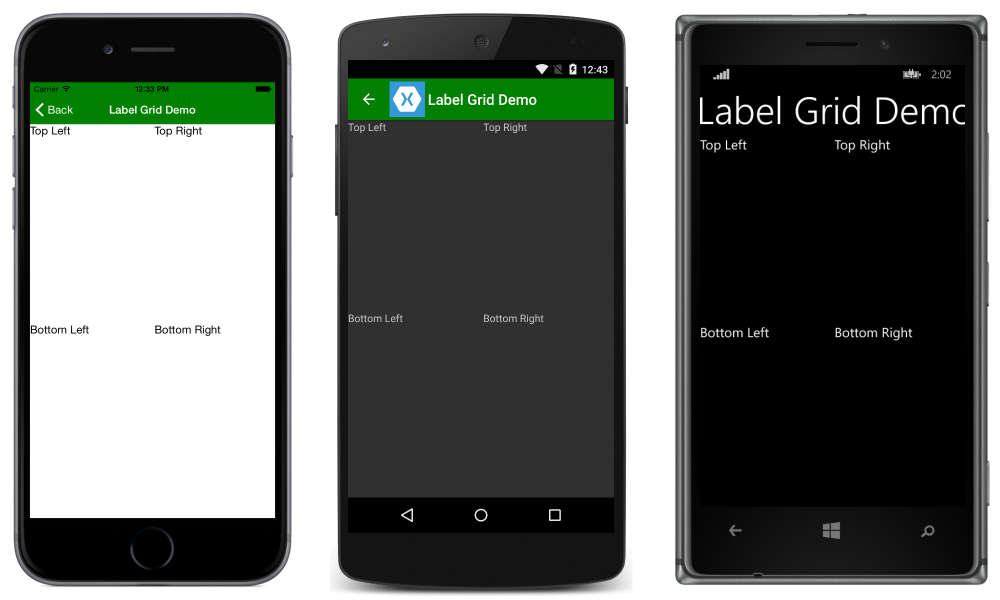 Carrier 12:33 PM
Back Label Grid Demo
Top Left Top Right
Bottom Left Bottom Right
12:43
Label Grid Demo
Top Left Top Right
Bottom Left Bottom Right
2:02
Label Grid Demo
Top Left Top Right
Bottom Left Bottom Right